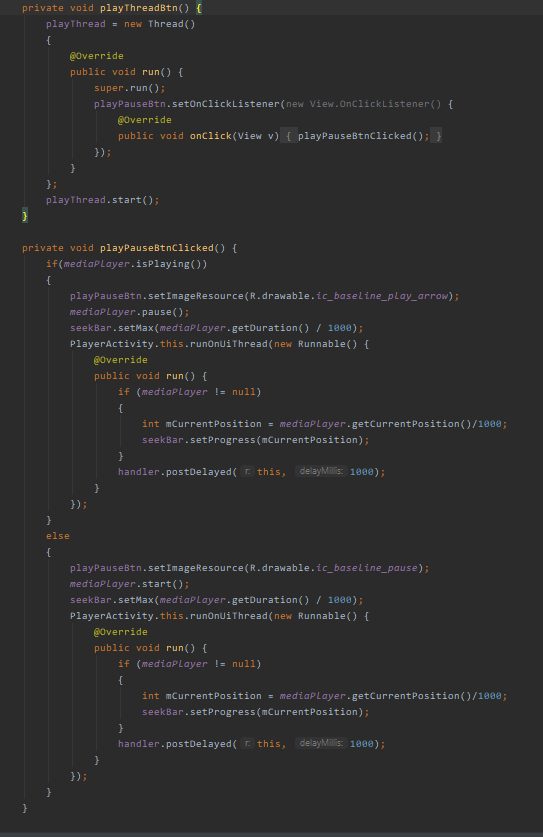 private void playThreadBtn() {
    playThread = new Thread()
    {
        @Override
        public void run() {
            super.run();
            playPauseBtn.setOnClickListener(new View.OnClickListener() {
                @Override
                public void onClick(View v) { playPauseBtnClicked(); }
            });
        }
    };
    playThread.start();
}
private void playPauseBtnClicked() {
    if(mediaPlayer.isPlaying())
    {
        playPauseBtn.setImageResource(R.drawable.ic_baseline_play_arrow);
        mediaPlayer.pause();
        seekBar.setMax(mediaPlayer.getDuration() / 1000);
        PlayerActivity.this.runOnUiThread(new Runnable() {
            @Override
            public void run() {
                if (mediaPlayer != null)
                {
                    int mCurrentPosition = mediaPlayer.getCurrentPosition()/1000;
                    seekBar.setProgress(mCurrentPosition);
                }
                handler.postDelayed( r: this, delayMillis: 1000);
            }
        });
    }
    else
    {
        playPauseBtn.setImageResource(R.drawable.ic_baseline_pause);
        mediaPlayer.start();
        seekBar.setMax(mediaPlayer.getDuration() / 1000);
        PlayerActivity.this.runOnUiThread(new Runnable() {
            @Override
            public void run() {
                if (mediaPlayer != null)
                {
                    int mCurrentPosition = mediaPlayer.getCurrentPosition()/1000;
                    seekBar.setProgress(mCurrentPosition);
                }
                handler.postDelayed( r: this, delayMillis: 1000);
            }
        });
    }
}